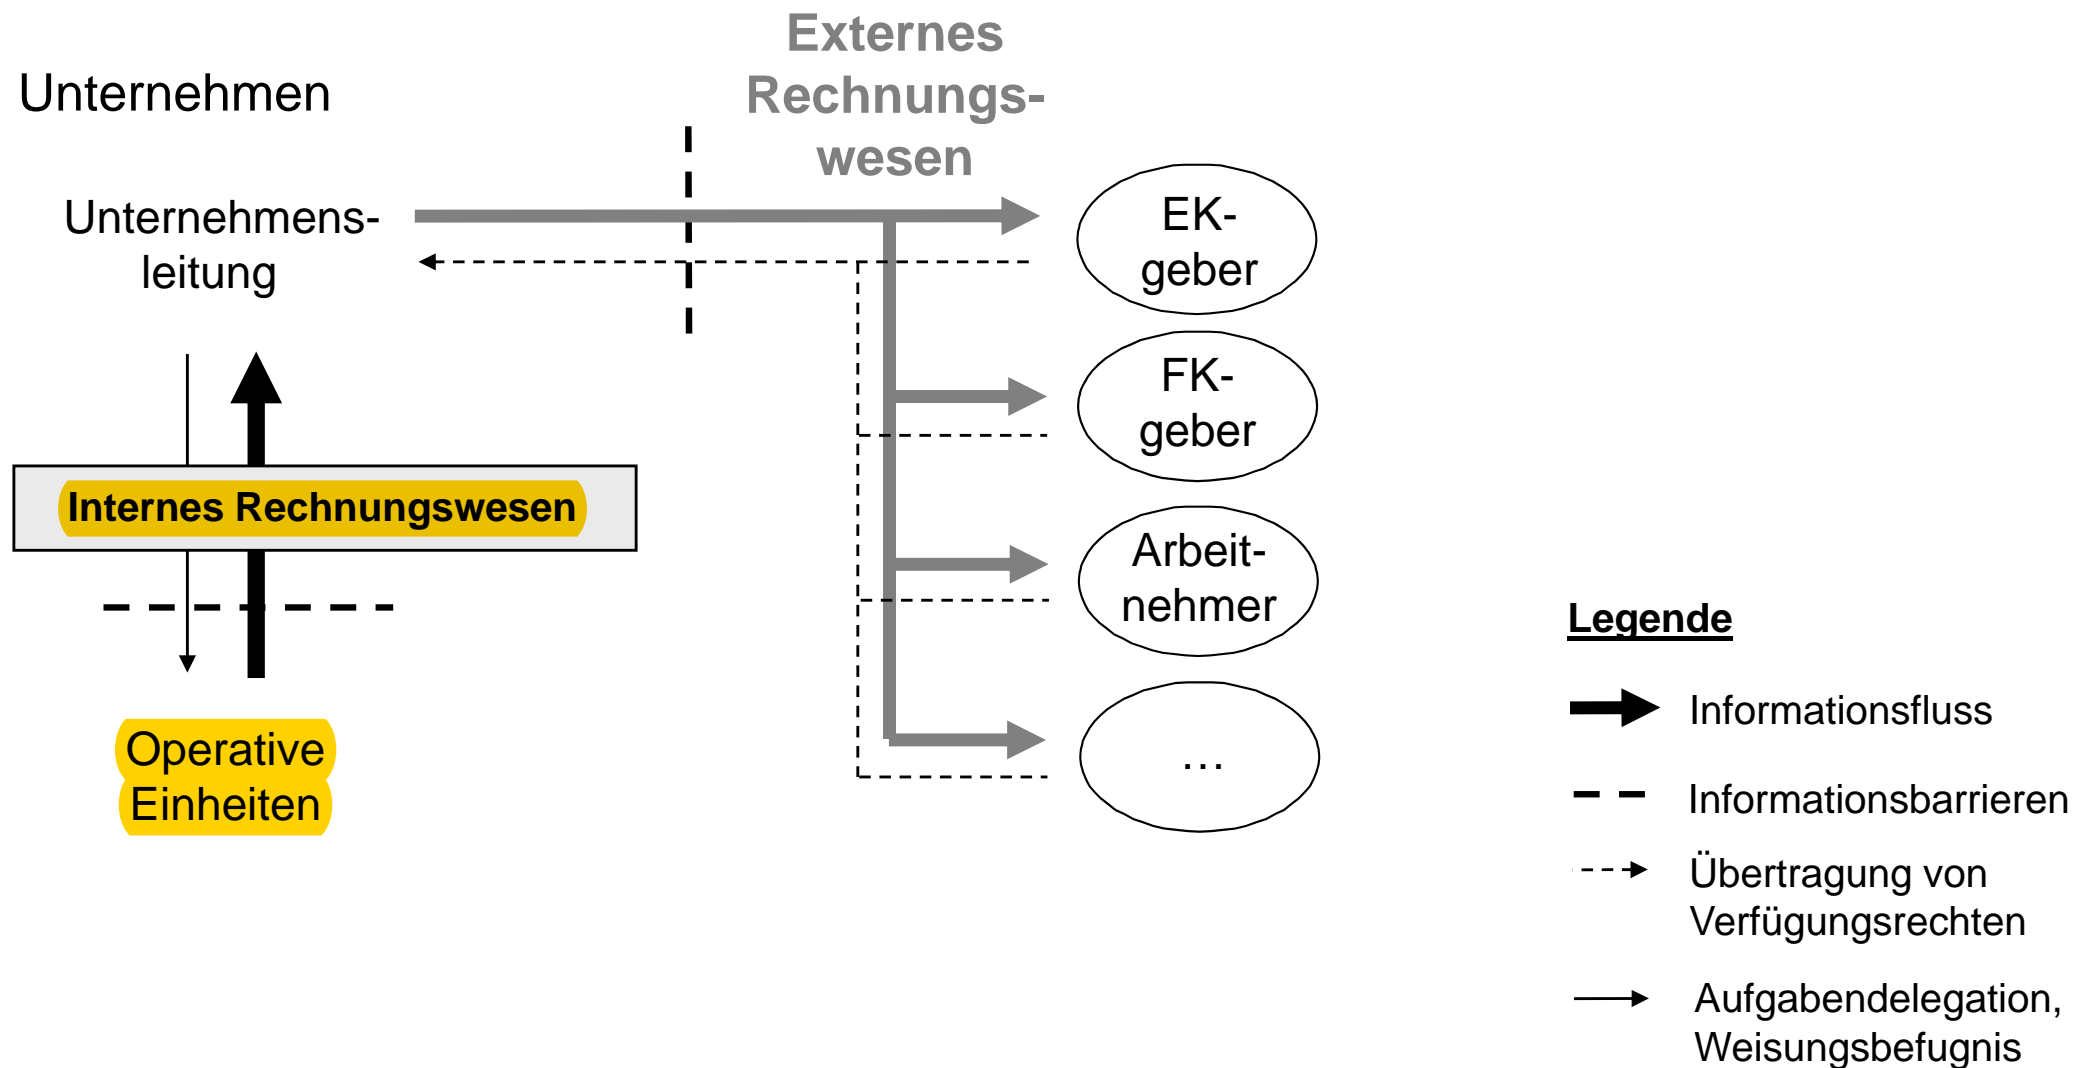 Externes
Rechnungs-
wesen
Unternehmen
Unternehmens-
leitung
EK-
geber
FK-
geber
Internes Rechnungswesen
Arbeit-
nehmer
Operative
Einheiten
…
Legende
Informationsfluss
Informationsbarrieren
Übertragung von
Verfügungsrechten
Aufgabendelegation,
Weisungsbefugnis